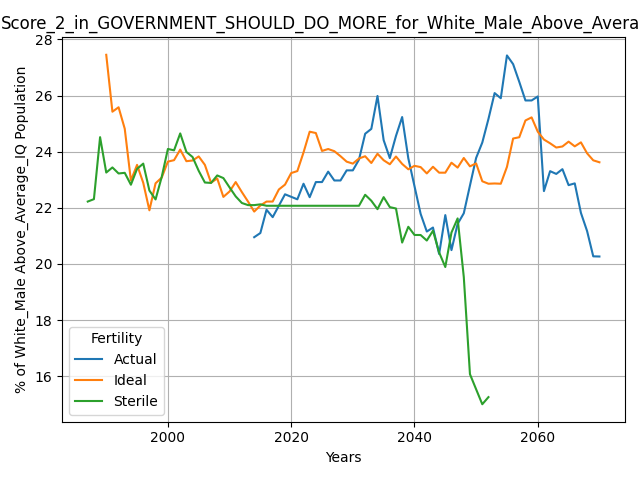 Score_2_in_GOVERNMENT_SHOULD_DO_MORE_for_White_Male_Above_Avera
% of White_Male Above_Average_IQ Population
28
26
24
22
20
18
16
Fertility
Actual
Ideal
Sterile
2000
2020
2040
2060
Years